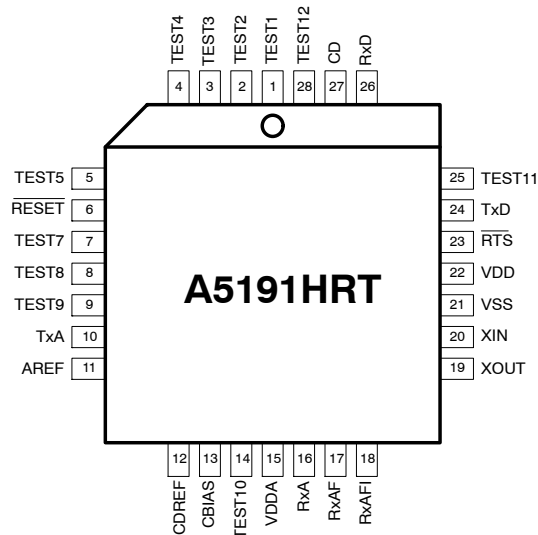 TEST4 TEST3 TEST2 TEST1 TEST12 CD RxD
4 3 2 1 28 27 26
TEST5 5
RESET 6
TEST7 7
TEST8 8
TEST9 9
TxA 10
AREF 11
A5191HRT
25 TEST11
24 TxD
23 RTS
22 VDD
21 VSS
20 XIN
19 XOUT
12 13 14 15 16 17 18
CDREF CBIAS TEST10 VDDA RxA RxAF RxAFI